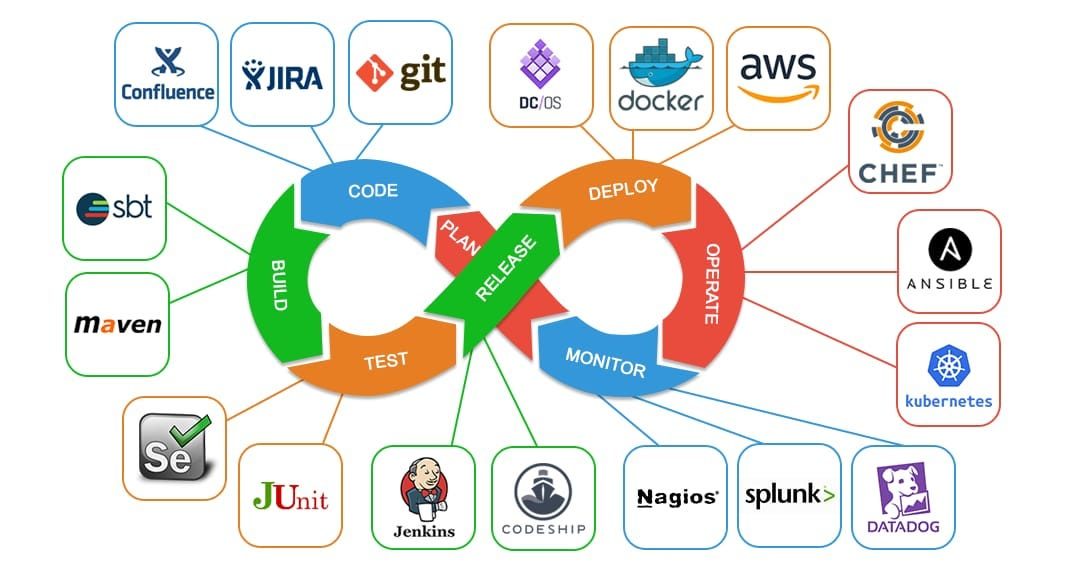 Confluence
JIRA
git
DC/OS
docker
aws
CHEF™
sbt
CODE
PLAN
RELEASE
DEPLOY
OPERATE
BUILD
ANSIBLE
maven
TEST
MONITOR
kubernetes
Se
JUnit
Jenkins
CODESHIP
Nagios®
splunk>
DATADOG